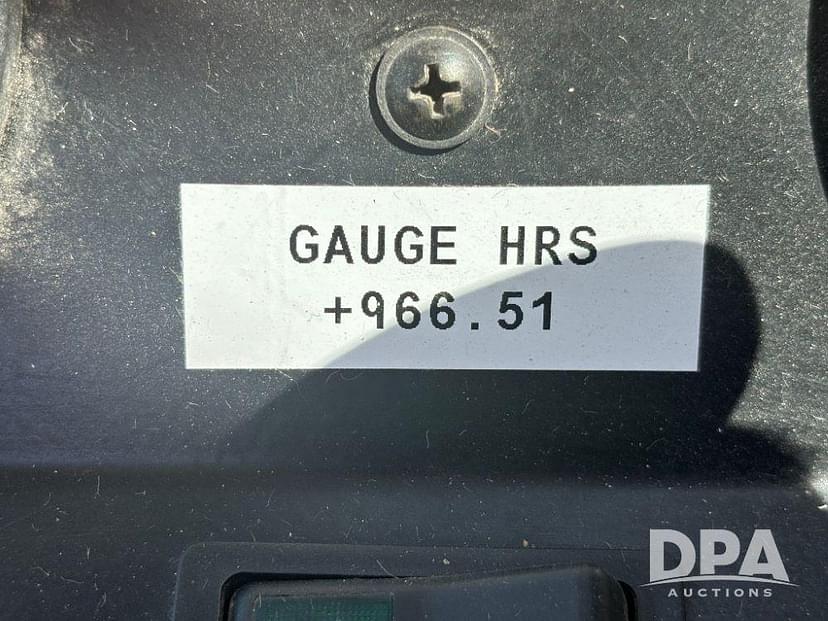 GAUGE HRS
+966.51
DPA
AUCTIONS